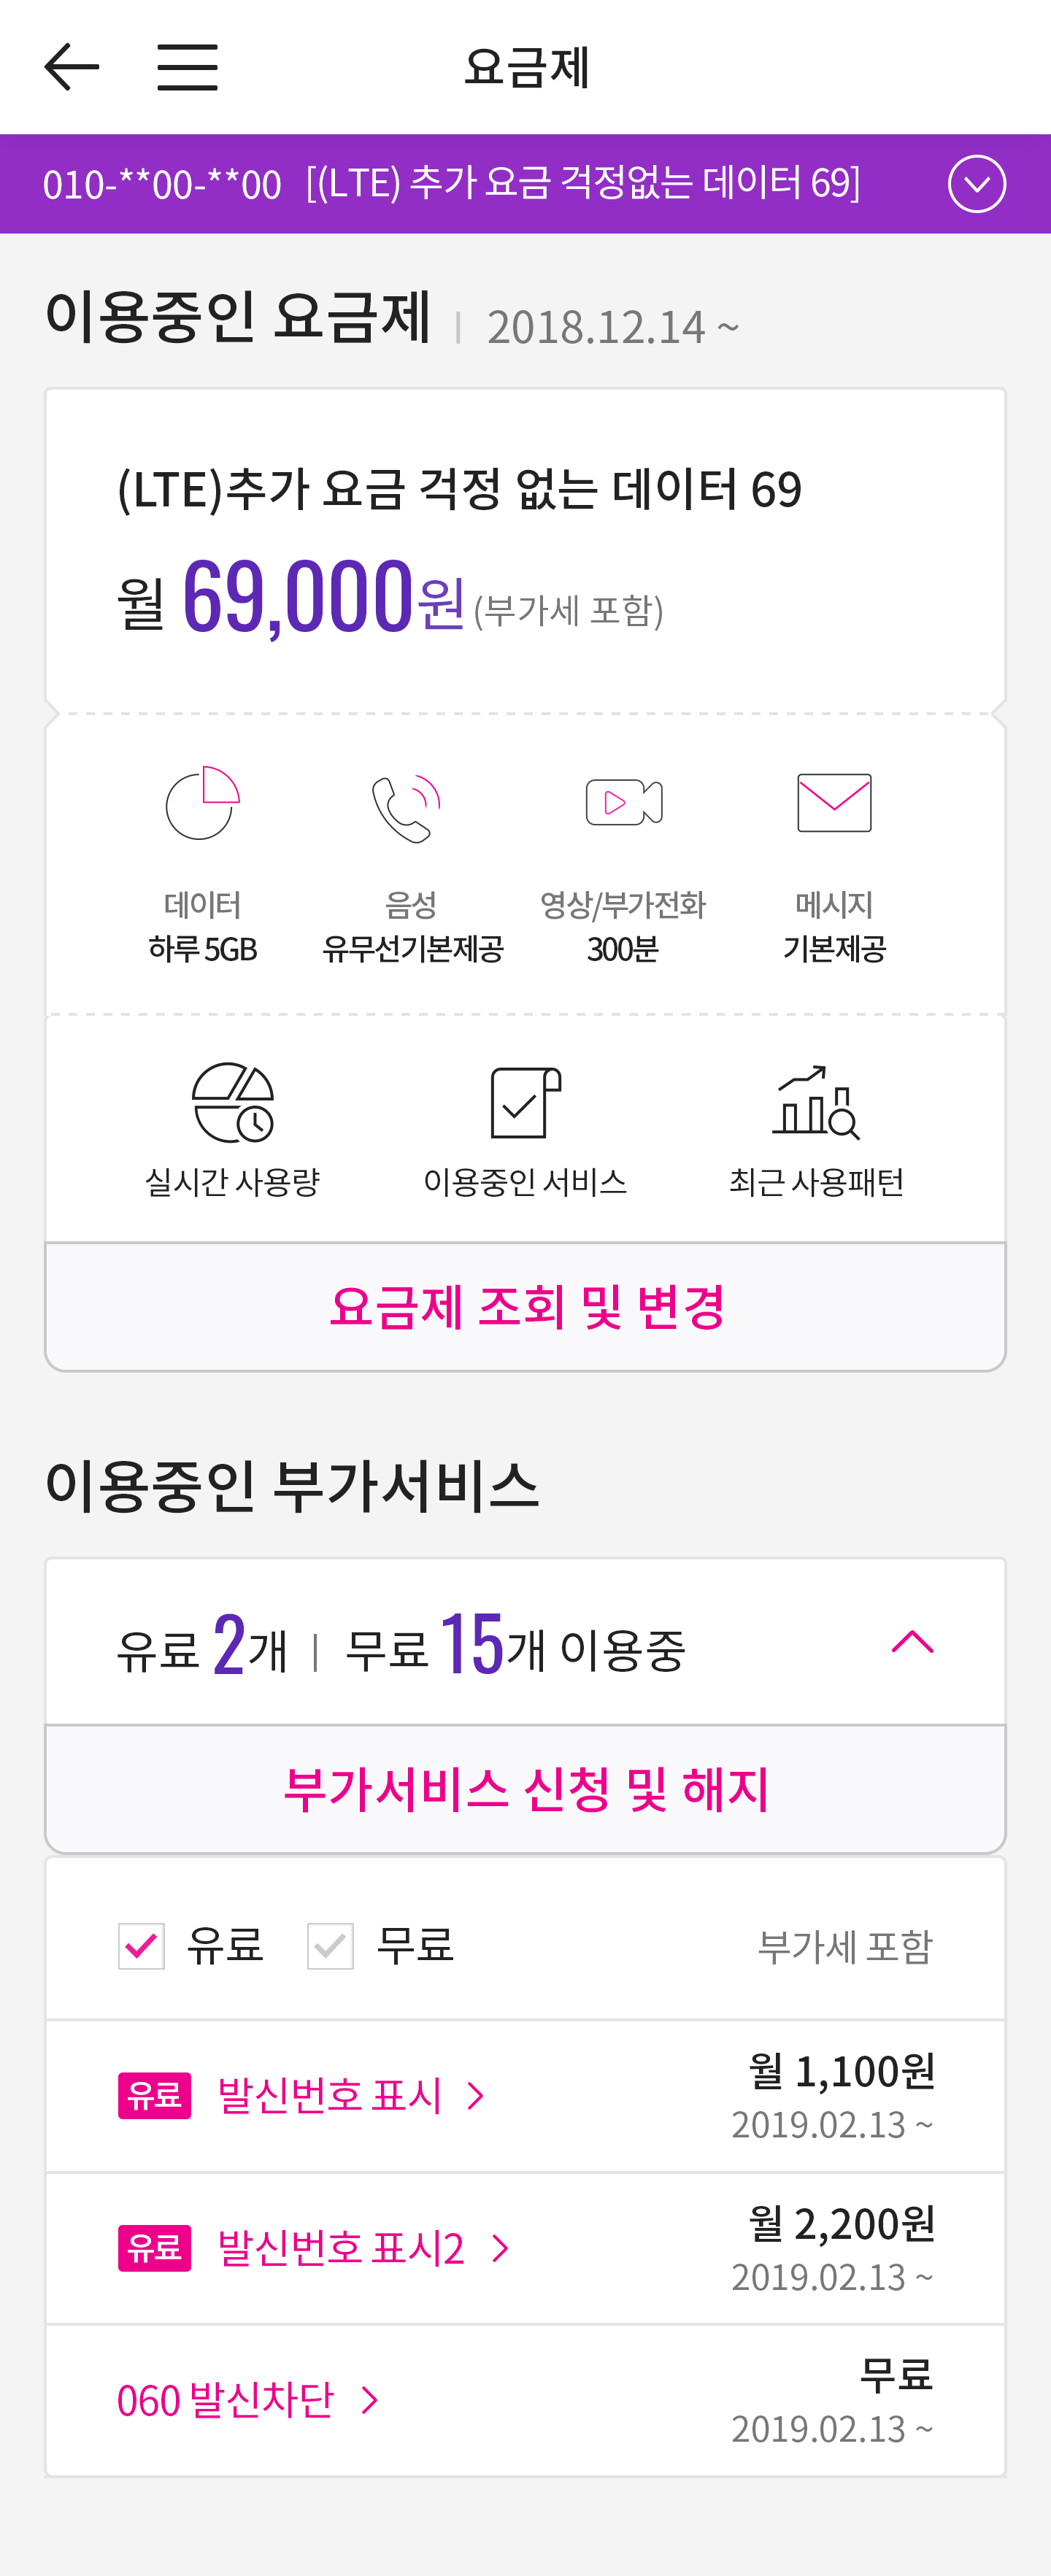 요금제
010-**00-**00 [(LTE) 추가 요금 걱정없는 데이터 69]
이용중인 요금제 | 2018.12.14 ~
(LTE)추가 요금 걱정 없는 데이터 69
월 69,000원 (부가세 포함)
데이터 음성 영상/부가전화 메시지
하루 5GB 유무선기본제공 300분 기본제공
실시간 사용량 이용중인 서비스 최근 사용패턴
요금제 조회 및 변경
이용중인 부가서비스
유료 2개 | 무료 15개 이용중
부가서비스 신청 및 해지
유료 무료 부가세 포함
유료 발신번호 표시 월 1,100원
2019.02.13 ~
유료 발신번호 표시2 월 2,200원
2019.02.13 ~
060 발신차단 무료
2019.02.13 ~